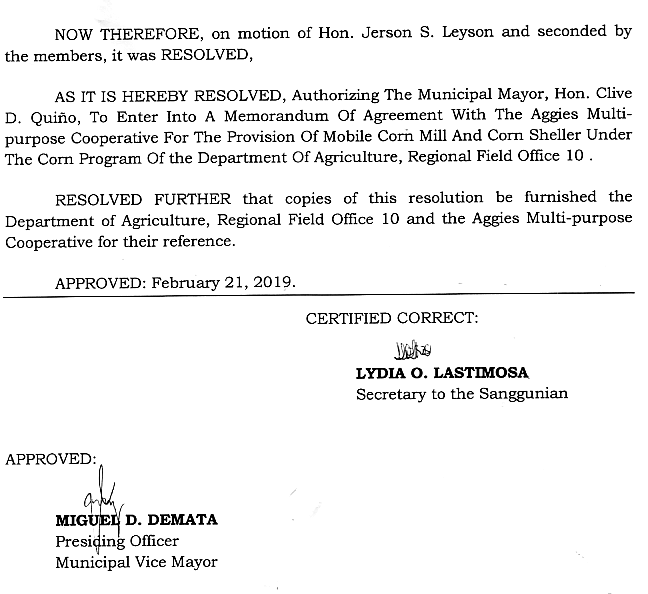 NOW THEREFORE, on motion of Hon. Jerson S. Leyson and seconded by
the members, it was RESOLVED,
AS IT IS HEREBY RESOLVED, Authorizing The Municipal Mayor, Hon. Clive
D. Quiño, To Enter Into A Memorandum Of Agreement With The Aggies Multi-
purpose Cooperative For The Provision Of Mobile Corn Mill And Corn Sheller Under
The Corn Program Of the Department Of Agriculture, Regional Field Office 10 .
RESOLVED FURTHER that copies of this resolution be furnished the
Department of Agriculture, Regional Field Office 10 and the Aggies Multi-purpose
Cooperative for their reference.
APPROVED: February 21, 2019.
CERTIFIED CORRECT:
LYDIA O. LASTIMOSA
Secretary to the Sanggunian
APPROVED:
MIGUEL D. DEMATA
Presiding Officer
Municipal Vice Mayor